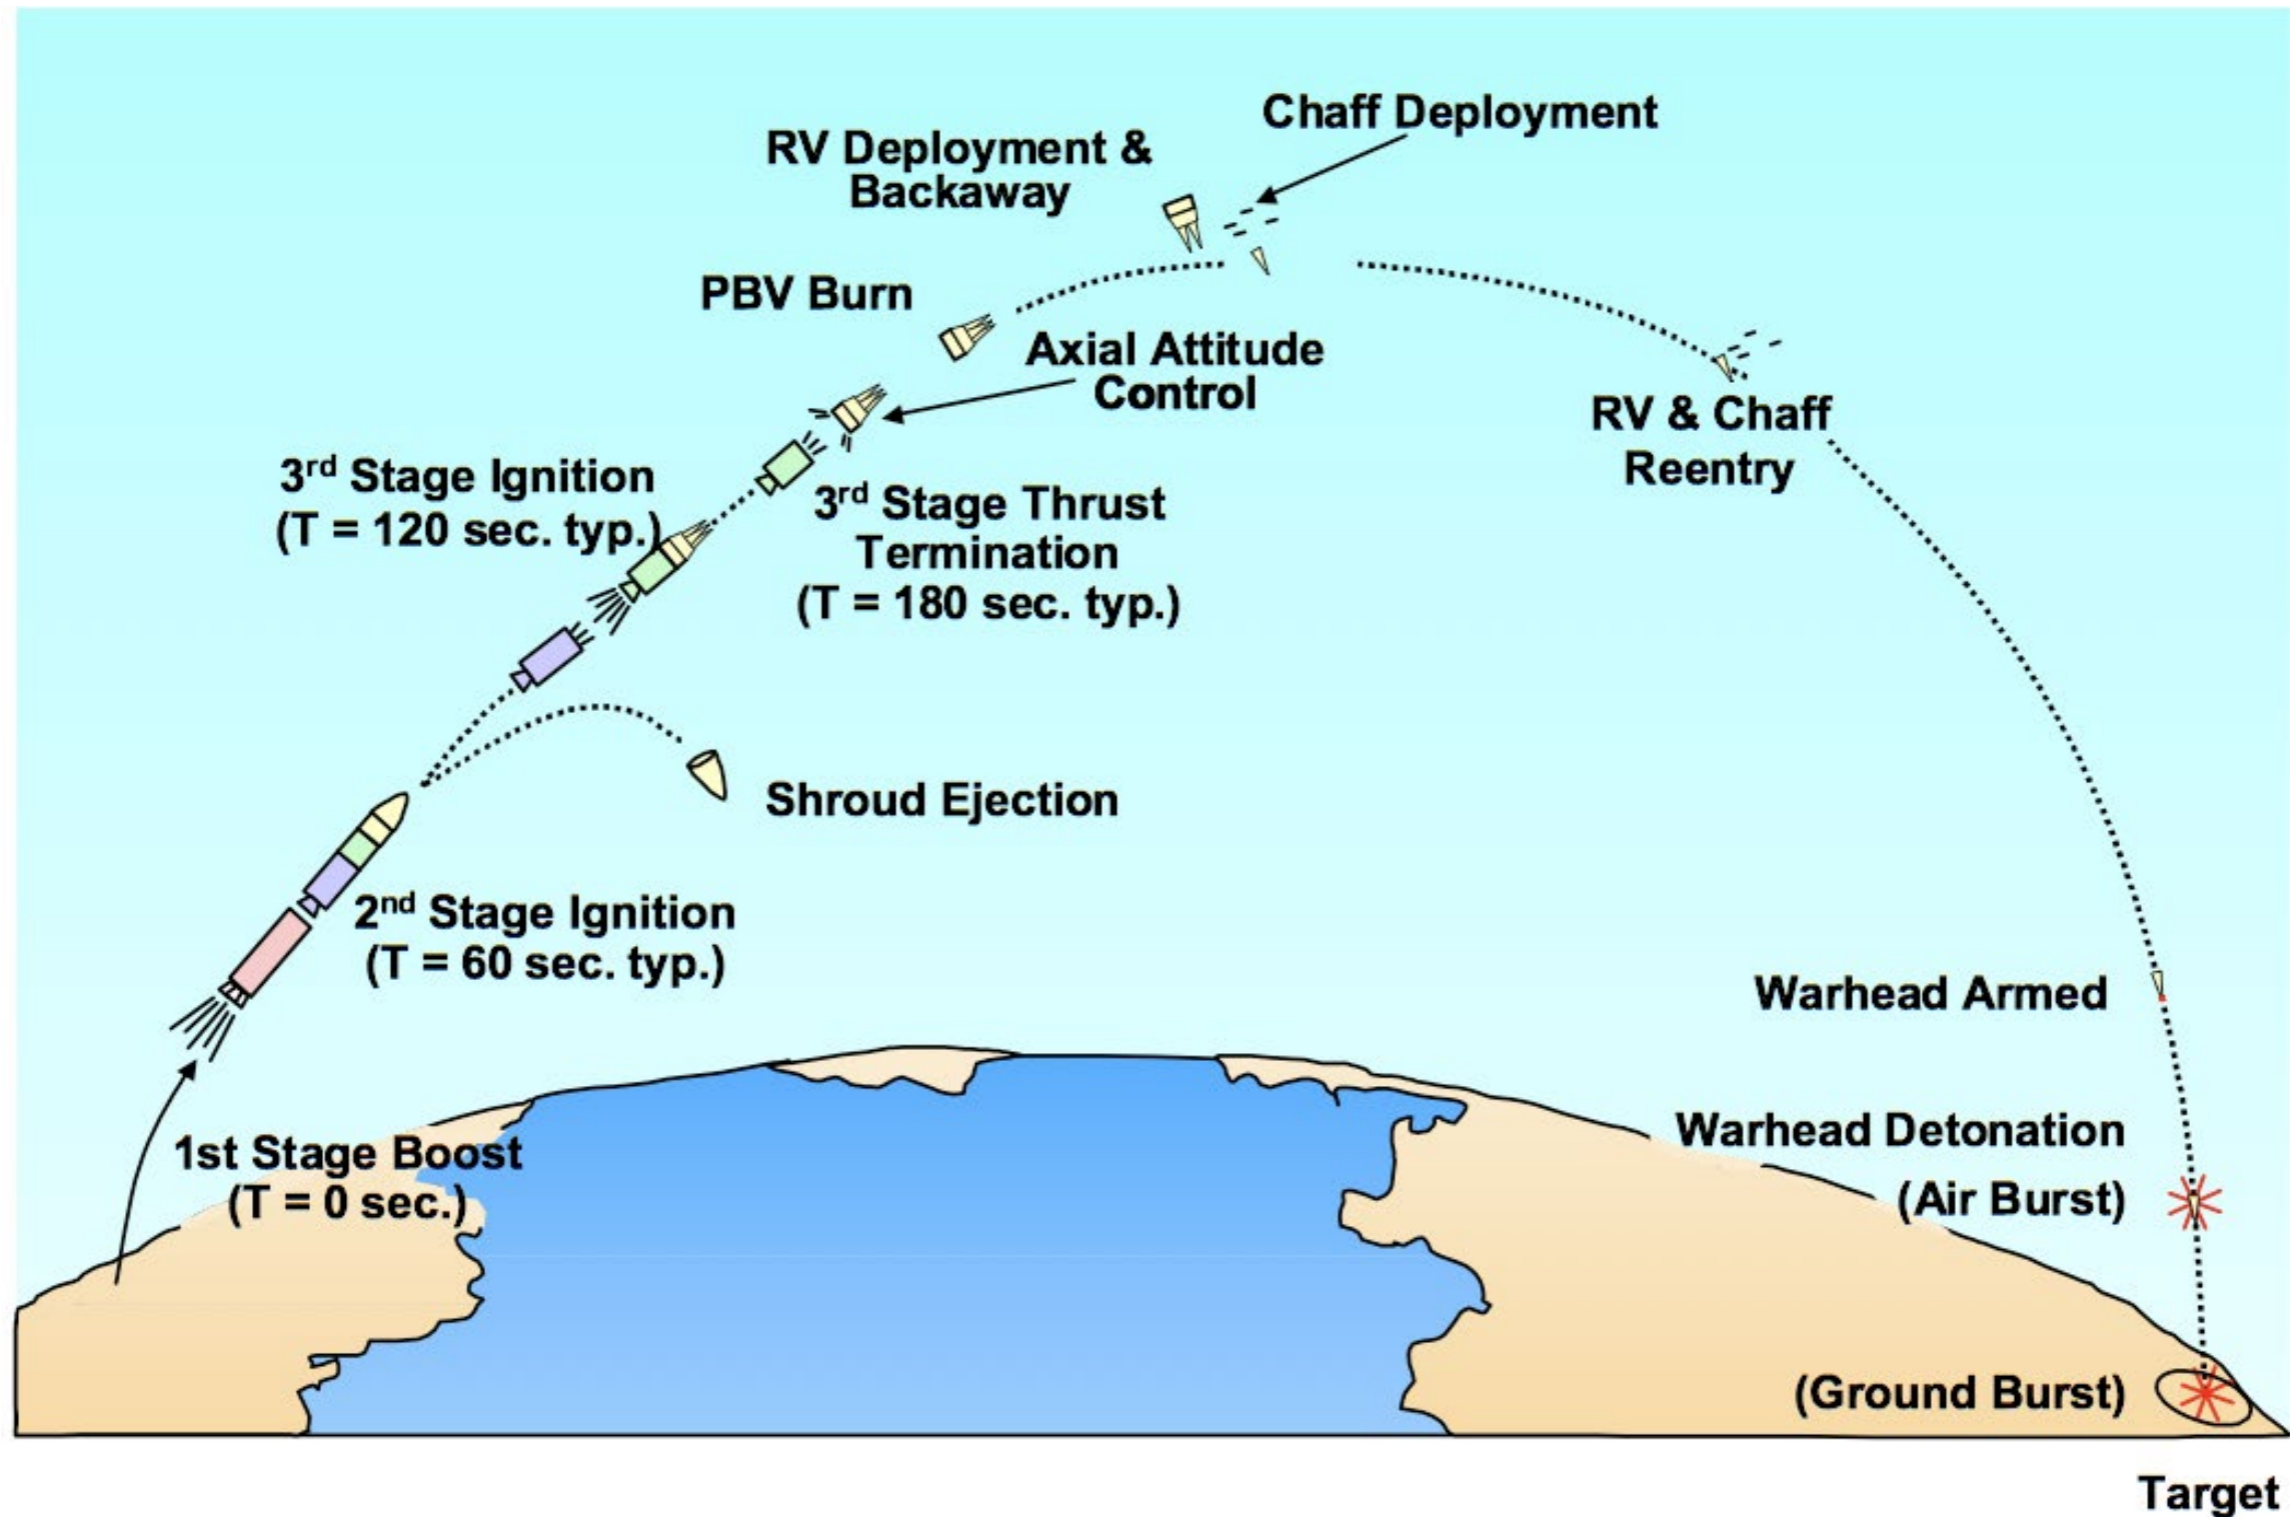 Chaff Deployment
RV Deployment &
Backaway
PBV Burn
Axial Attitude
Control
RV & Chaff
Reentry
3rd Stage Ignition
(T = 120 sec. typ.)
3rd Stage Thrust
Termination
(T = 180 sec. typ.)
Shroud Ejection
2nd Stage Ignition
(T = 60 sec. typ.)
Warhead Armed
1st Stage Boost
(T = 0 sec.)
Warhead Detonation
(Air Burst)
(Ground Burst)
Target